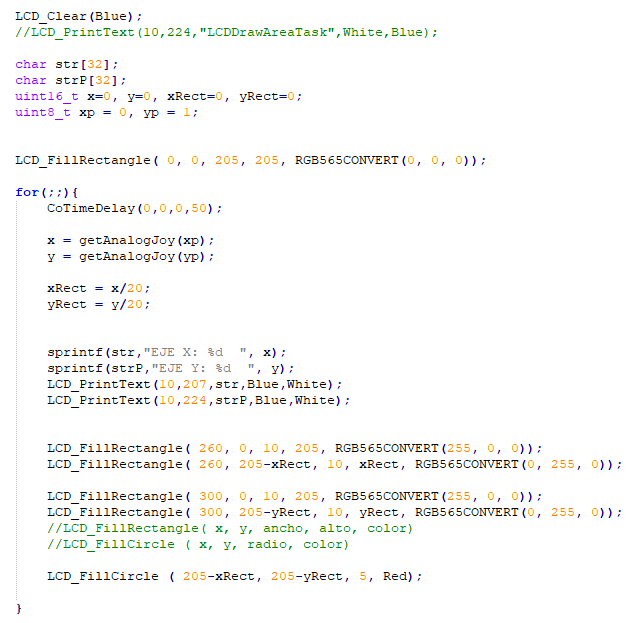 LCD_Clear(Blue);
//LCD_PrintText(10,224,"LCDDrawAreaTask",White,Blue);
char str[32];
char strP[32];
uint16_t x=0, y=0, xRect=0, yRect=0;
uint8_t xp = 0, yp = 1;
LCD_FillRectangle( 0, 0, 205, 205, RGB565CONVERT(0, 0, 0));
for(;;){
CoTimeDelay(0,0,0,50);
x = getAnalogJoy(xp);
y = getAnalogJoy(yp);
xRect = x/20;
yRect = y/20;
sprintf(str,"EJE X: %d  ", x);
sprintf(strP,"EJE Y: %d  ", y);
LCD_PrintText(10,207,str,Blue,White);
LCD_PrintText(10,224,strP,Blue,White);
LCD_FillRectangle( 260, 0, 10, 205, RGB565CONVERT(255, 0, 0));
LCD_FillRectangle( 260, 205-xRect, 10, xRect, RGB565CONVERT(0, 255, 0));
LCD_FillRectangle( 300, 0, 10, 205, RGB565CONVERT(255, 0, 0));
LCD_FillRectangle( 300, 205-yRect, 10, yRect, RGB565CONVERT(0, 255, 0));
//LCD_FillRectangle( x, y, ancho, alto, color)
//LCD_FillCircle ( x, y, radio, color)
LCD_FillCircle ( 205-xRect, 205-yRect, 5, Red);
}